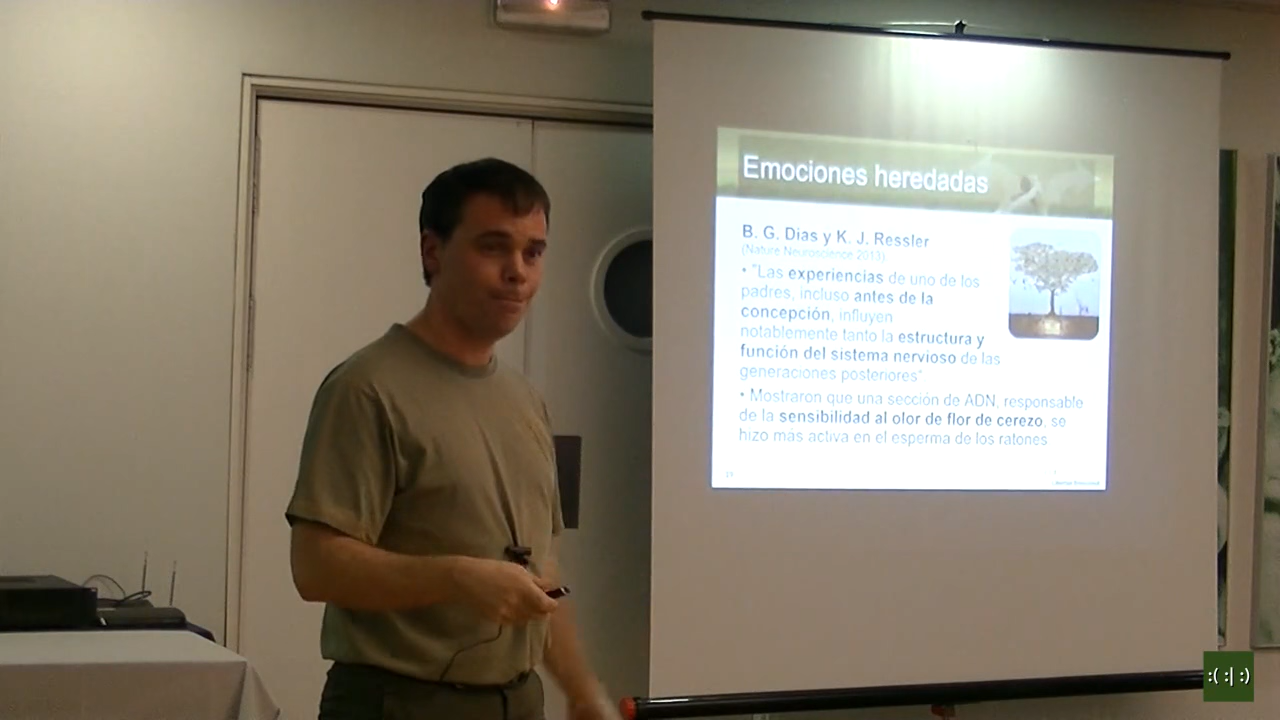 Emociones heredadas
B. G. Dias y K. J. Ressler
(Nature Neuroscience 2013)
• "Las experiencias de uno de los
padres, incluso antes de la
concepción, influyen
notablemente tanto la estructura y
función del sistema nervioso de las
generaciones posteriores"
• Mostraron que una sección de ADN, responsable
de la sensibilidad al olor de flor de cerezo, se
hizo más activa en el esperma de los ratones
:( :| :)